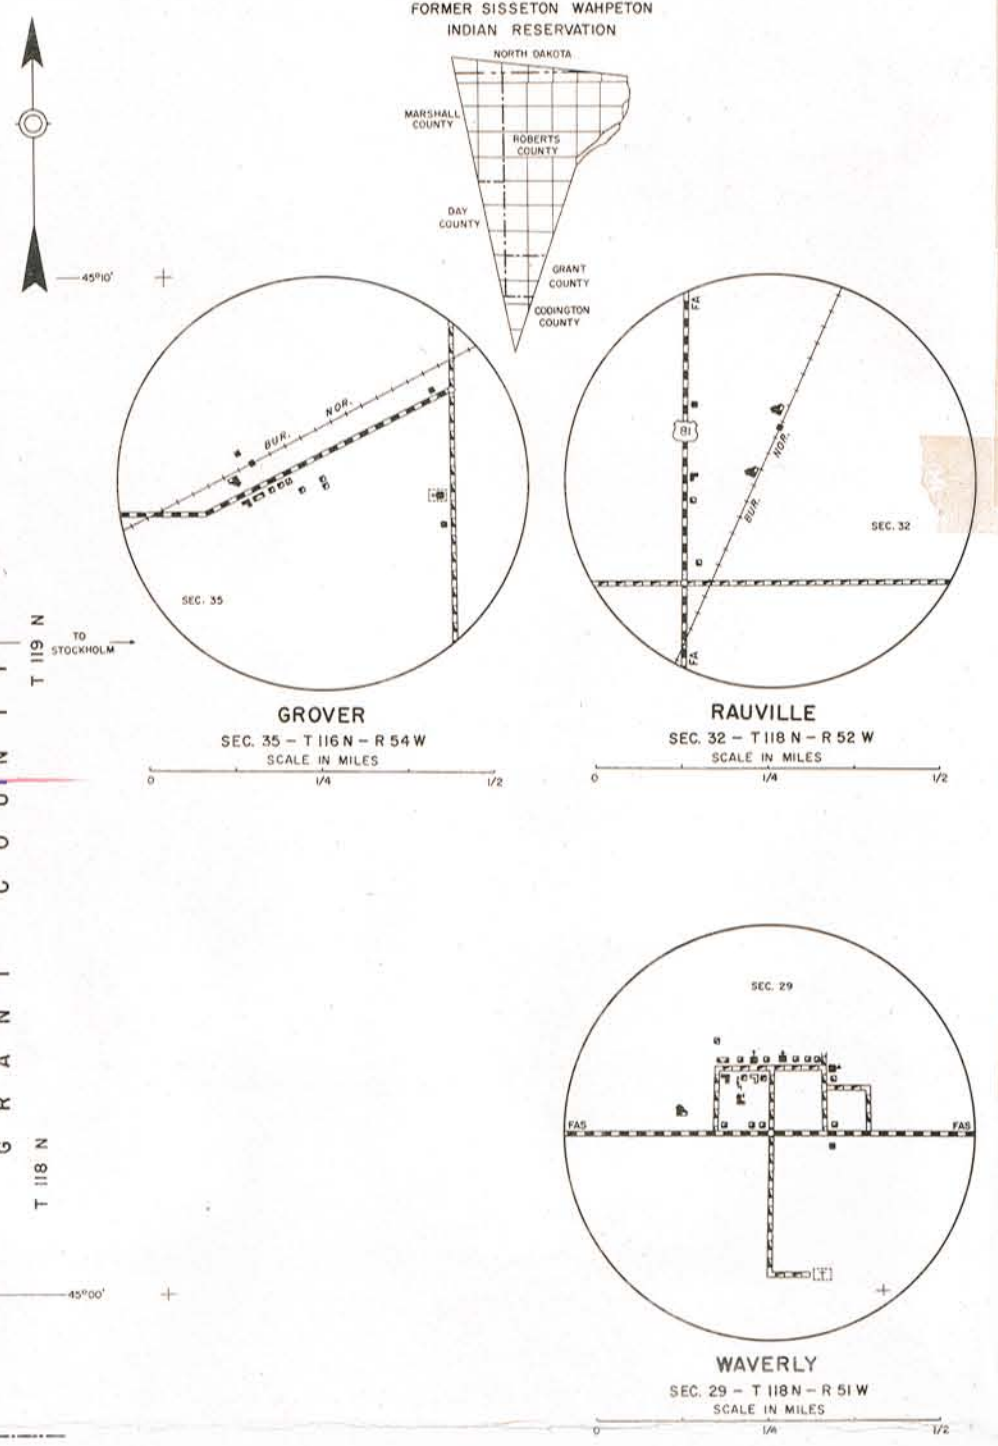 FORMER SISSETON WAHPETON
INDIAN RESERVATION
NORTH DAKOTA
MARSHALL
COUNTY
ROBERTS
COUNTY
DAY
COUNTY
GRANT
COUNTY
CODINGTON
COUNTY
45°10'
BUR. NOR.
SEC. 35
GROVER
SEC. 35 – T 116 N – R 54 W
SCALE IN MILES
0 1/4 1/2
FA
81
NOR.
BUR.
SEC. 32
FA
RAUVILLE
SEC. 32 – T 118 N – R 52 W
SCALE IN MILES
0 1/4 1/2
T 119 N
TO
STOCKHOLM
GRANT COUNTY
T 118 N
45°00'
SEC. 29
FAS FAS
WAVERLY
SEC. 29 – T 118 N – R 51 W
SCALE IN MILES
0 1/4 1/2